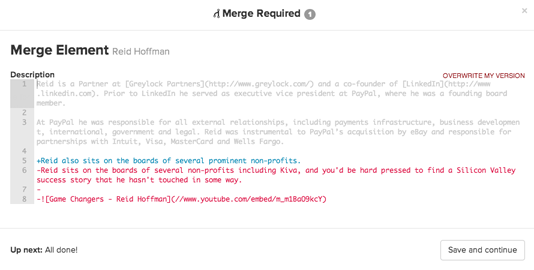 Merge Required 1
×
Merge Element Reid Hoffman
Description
OVERWRITE MY VERSION
1 Reid is a Partner at [Greylock Partners](http://www.greylock.com/) and a co-founder of [LinkedIn](http://www
.linkedin.com). Prior to LinkedIn he served as executive vice president at PayPal, where he was a founding board
member.
2
3 At PayPal he was responsible for all external relationships, including payments infrastructure, business developmen
t, international, government and legal. Reid was instrumental to PayPal's acquisition by eBay and responsible for
partnerships with Intuit, Visa, MasterCard and Wells Fargo.
4
5 +Reid also sits on the boards of several prominent non-profits.
6 -Reid sits on the boards of several non-profits including Kiva, and you'd be hard pressed to find a Silicon Valley
success story that he hasn't touched in some way.
7 -
8 -![Game Changers - Reid Hoffman](//www.youtube.com/embed/m_m1BaO9kcY)
Up next: All done!
Save and continue